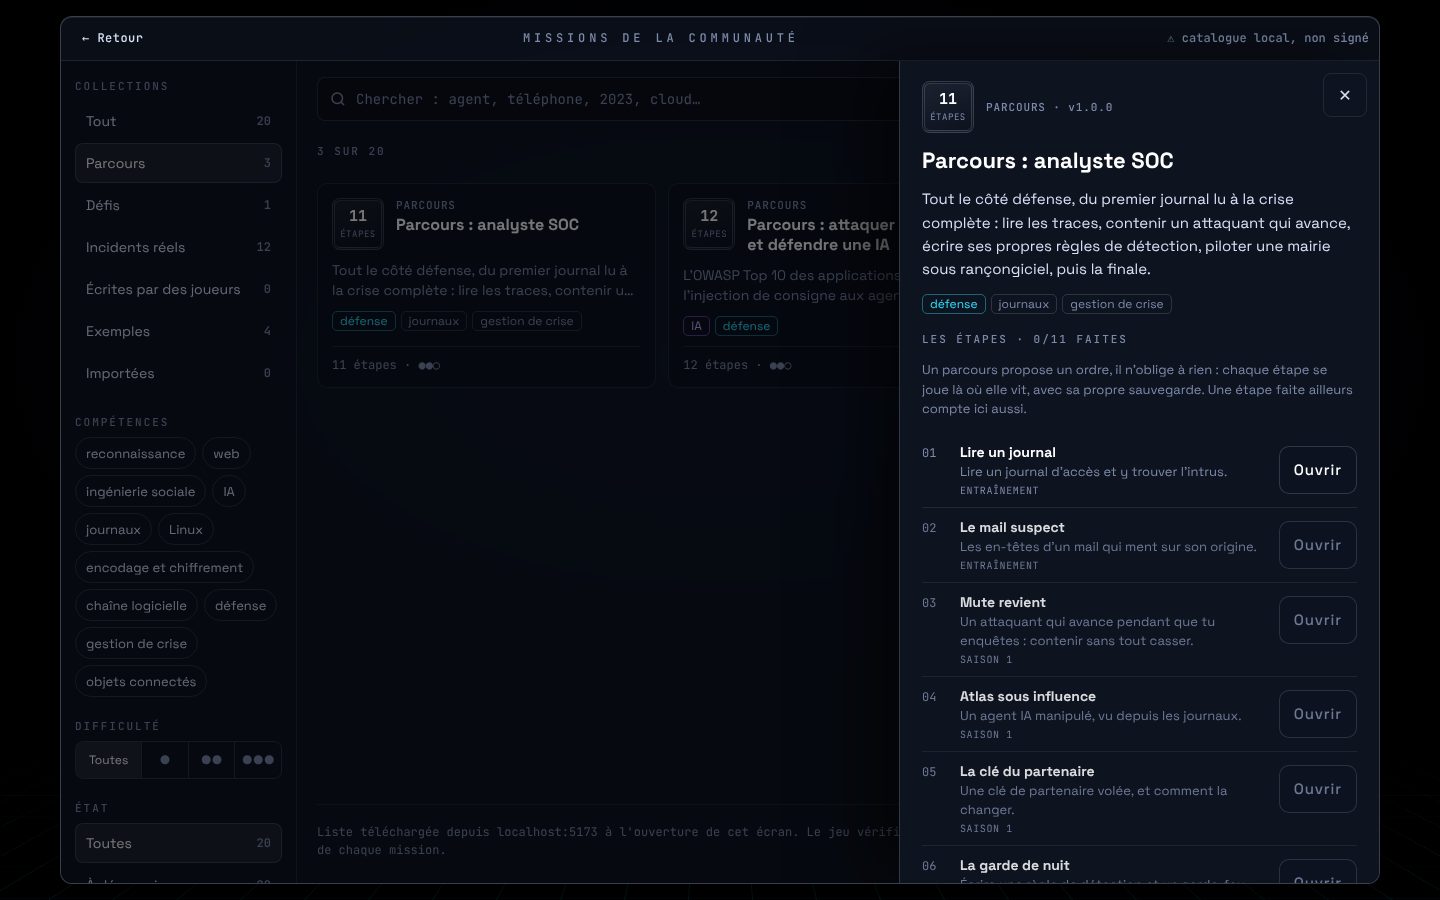 ← Retour
MISSIONS DE LA COMMUNAUTÉ
⚠ catalogue local, non signé
COLLECTIONS
Tout 20
Parcours 3
Défis 1
Incidents réels 12
Écrites par des joueurs 0
Exemples 4
Importées 0
COMPÉTENCES
reconnaissance web
ingénierie sociale IA
journaux Linux
encodage et chiffrement
chaîne logicielle défense
gestion de crise
objets connectés
DIFFICULTÉ
Toutes
ÉTAT
Toutes 20
Chercher : agent, téléphone, 2023, cloud…
3 SUR 20
11
ÉTAPES
PARCOURS
Parcours : analyste SOC
Tout le côté défense, du premier journal lu à
la crise complète : lire les traces, contenir u…
défense journaux gestion de crise
11 étapes · ●●○
12
ÉTAPES
PARCOURS
Parcours : attaquer
et défendre une IA
L'OWASP Top 10 des applications
l'injection de consigne aux agen
IA défense
12 étapes · ●●○
Liste téléchargée depuis localhost:5173 à l'ouverture de cet écran. Le jeu vérifi
de chaque mission.
11
ÉTAPES
PARCOURS · v1.0.0
✕
Parcours : analyste SOC
Tout le côté défense, du premier journal lu à la crise
complète : lire les traces, contenir un attaquant qui avance,
écrire ses propres règles de détection, piloter une mairie
sous rançongiciel, puis la finale.
défense journaux gestion de crise
LES ÉTAPES · 0/11 FAITES
Un parcours propose un ordre, il n'oblige à rien : chaque étape se
joue là où elle vit, avec sa propre sauvegarde. Une étape faite ailleurs
compte ici aussi.
01 Lire un journal
Lire un journal d'accès et y trouver l'intrus.
ENTRAÎNEMENT
Ouvrir
02 Le mail suspect
Les en-têtes d'un mail qui ment sur son origine.
ENTRAÎNEMENT
Ouvrir
03 Mute revient
Un attaquant qui avance pendant que tu
enquêtes : contenir sans tout casser.
SAISON 1
Ouvrir
04 Atlas sous influence
Un agent IA manipulé, vu depuis les journaux.
SAISON 1
Ouvrir
05 La clé du partenaire
Une clé de partenaire volée, et comment la
changer.
SAISON 1
Ouvrir
06 La garde de nuit
Ouvrir